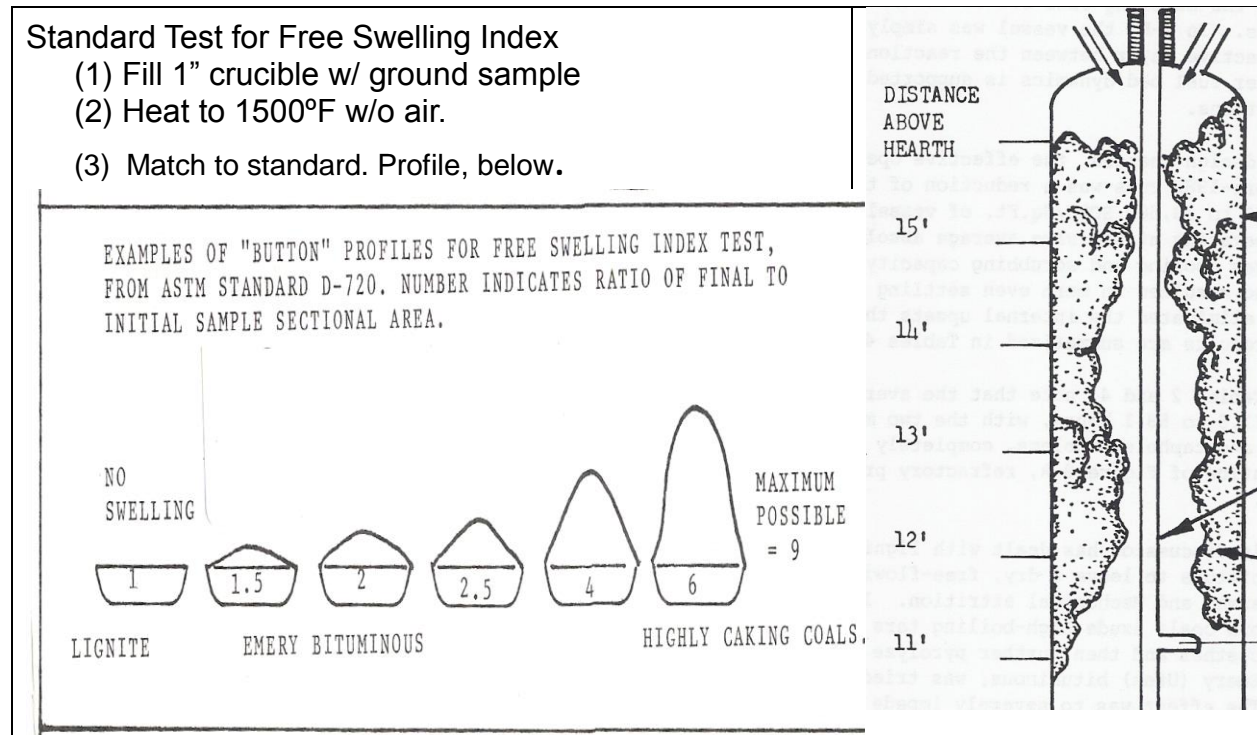 Standard Test for Free Swelling Index
(1) Fill 1” crucible w/ ground sample
(2) Heat to 1500ºF w/o air.
(3) Match to standard. Profile, below.
EXAMPLES OF "BUTTON" PROFILES FOR FREE SWELLING INDEX TEST,
FROM ASTM STANDARD D-720. NUMBER INDICATES RATIO OF FINAL TO
INITIAL SAMPLE SECTIONAL AREA.
NO
SWELLING
MAXIMUM
POSSIBLE
= 9
1 1.5 2 2.5 4 6
LIGNITE EMERY BITUMINOUS HIGHLY CAKING COALS.
DISTANCE
ABOVE
HEARTH
15'
14'
13'
12'
11'